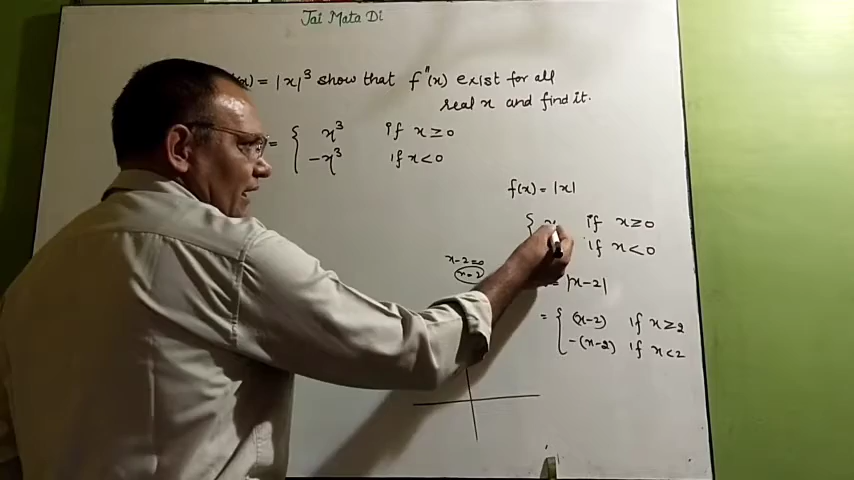 Jai Mata Di
(x) = |x|³ show that f"(x) exist for all
real x and find it.
= { x³ if x≥0
-x³ if x<0
f(x) = |x|
{ x if x≥0
if x<0
x-2=0
x=2
= |x-2|
= { (x-2) if x≥2
-(x-2) if x<2